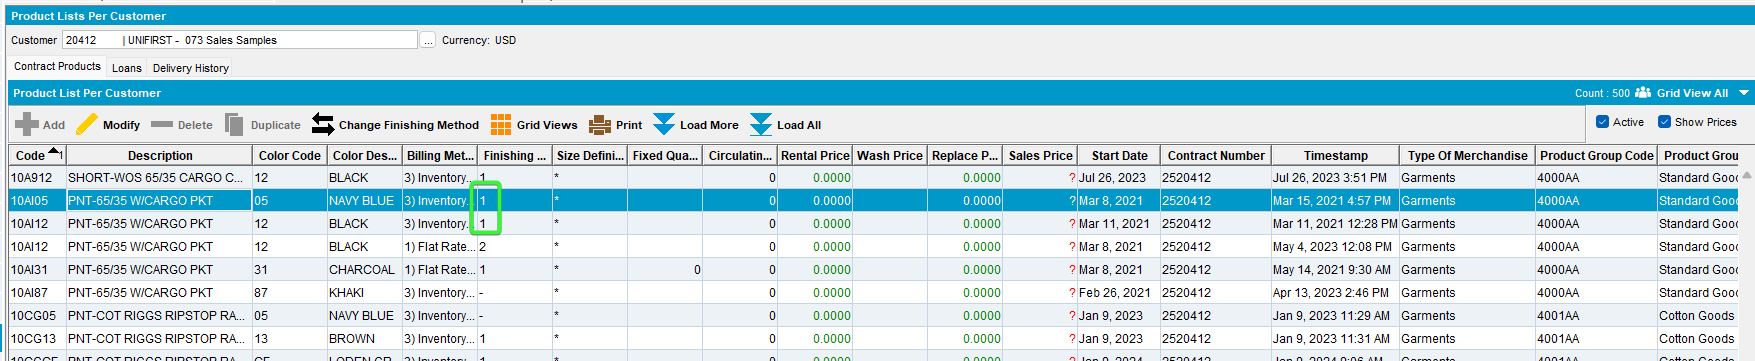 Product Lists Per Customer
Customer 20412 | UNIFIRST - 073 Sales Samples ... Currency: USD
Contract Products Loans Delivery History
Product List Per Customer Count : 500 Grid View All
Add Modify Delete Duplicate Change Finishing Method Grid Views Print Load More Load All Active Show Prices
Code 1 Description Color Code Color Des... Billing Met... Finishing ... Size Defini... Fixed Qua... Circulatin... Rental Price Wash Price Replace P... Sales Price Start Date Contract Number Timestamp Type Of Merchandise Product Group Code Product Grou
10A912 SHORT-WOS 65/35 CARGO C... 12 BLACK 3) Inventory... 1 * 0 0.0000 0.0000 ? Jul 26, 2023 2520412 Jul 26, 2023 3:51 PM Garments 4000AA Standard Good
10AI05 PNT-65/35 W/CARGO PKT 05 NAVY BLUE 3) Inventory... 1 * 0 0.0000 0.0000 ? Mar 8, 2021 2520412 Mar 15, 2021 4:57 PM Garments 4000AA Standard Good
10AI12 PNT-65/35 W/CARGO PKT 12 BLACK 3) Inventory... 1 * 0 0.0000 0.0000 ? Mar 11, 2021 2520412 Mar 11, 2021 12:28 PM Garments 4000AA Standard Good
10AI12 PNT-65/35 W/CARGO PKT 12 BLACK 1) Flat Rate... 2 * 0 0.0000 0.0000 ? Mar 8, 2021 2520412 May 4, 2023 12:08 PM Garments 4000AA Standard Good
10AI31 PNT-65/35 W/CARGO PKT 31 CHARCOAL 1) Flat Rate... 1 * 0 0 0.0000 0.0000 ? Mar 8, 2021 2520412 May 14, 2021 9:30 AM Garments 4000AA Standard Good
10AI87 PNT-65/35 W/CARGO PKT 87 KHAKI 3) Inventory... - * 0 0.0000 0.0000 ? Feb 26, 2021 2520412 Apr 13, 2023 2:46 PM Garments 4000AA Standard Good
10CG05 PNT-COT RIGGS RIPSTOP RA... 05 NAVY BLUE 3) Inventory... - * 0 0.0000 0.0000 ? Jan 9, 2023 2520412 Jan 9, 2023 11:29 AM Garments 4001AA Cotton Goods
10CG13 PNT-COT RIGGS RIPSTOP RA... 13 BROWN 3) Inventory... 1 * 0 0.0000 0.0000 ? Jan 9, 2023 2520412 Jan 9, 2023 11:31 AM Garments 4001AA Cotton Goods